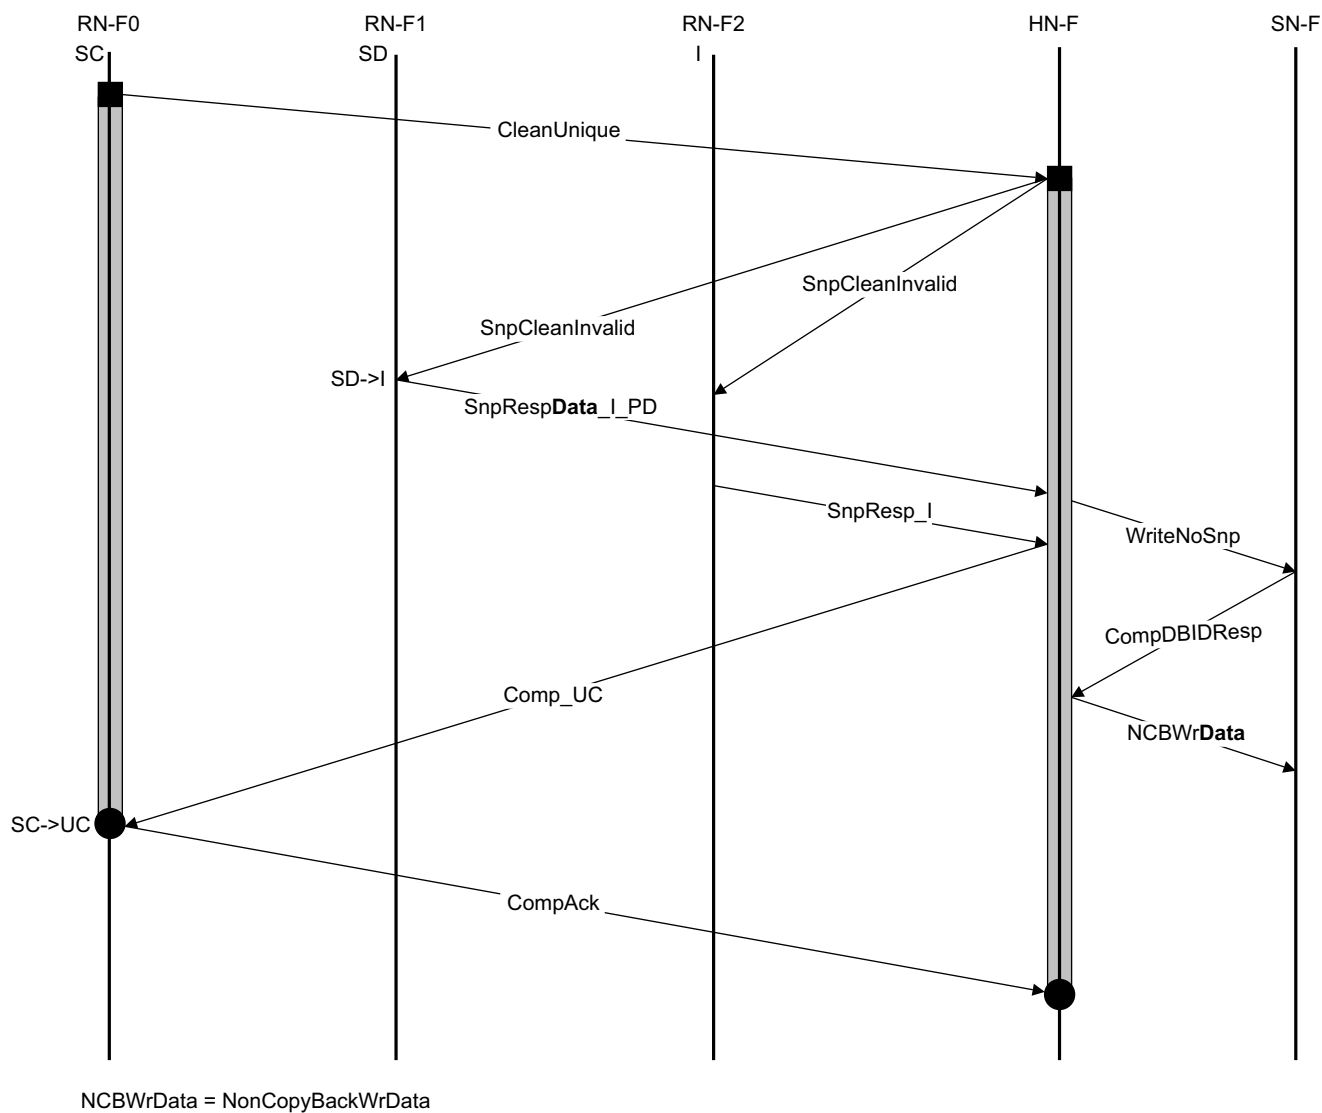 RN-F0 RN-F1 RN-F2 HN-F SN-F
SC SD I
CleanUnique
SnpCleanInvalid
SnpCleanInvalid
SD->I
SnpRespData_I_PD
SnpResp_I
WriteNoSnp
CompDBIDResp
Comp_UC
NCBWrData
SC->UC
CompAck
NCBWrData = NonCopyBackWrData